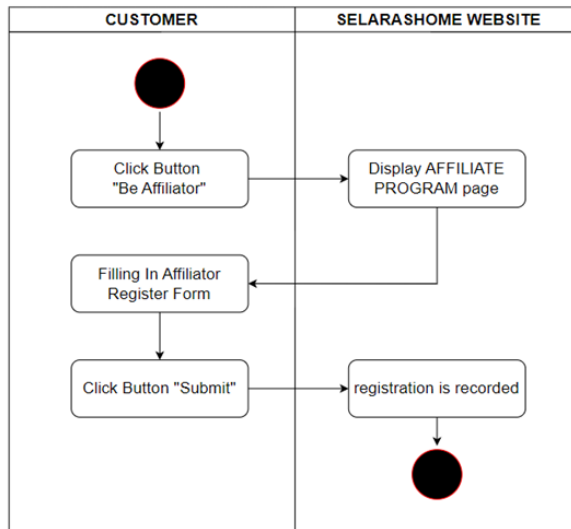 CUSTOMER
SELARASHOME WEBSITE
Click Button
"Be Affiliator"
Display AFFILIATE
PROGRAM page
Filling In Affiliator
Register Form
Click Button "Submit"
registration is recorded